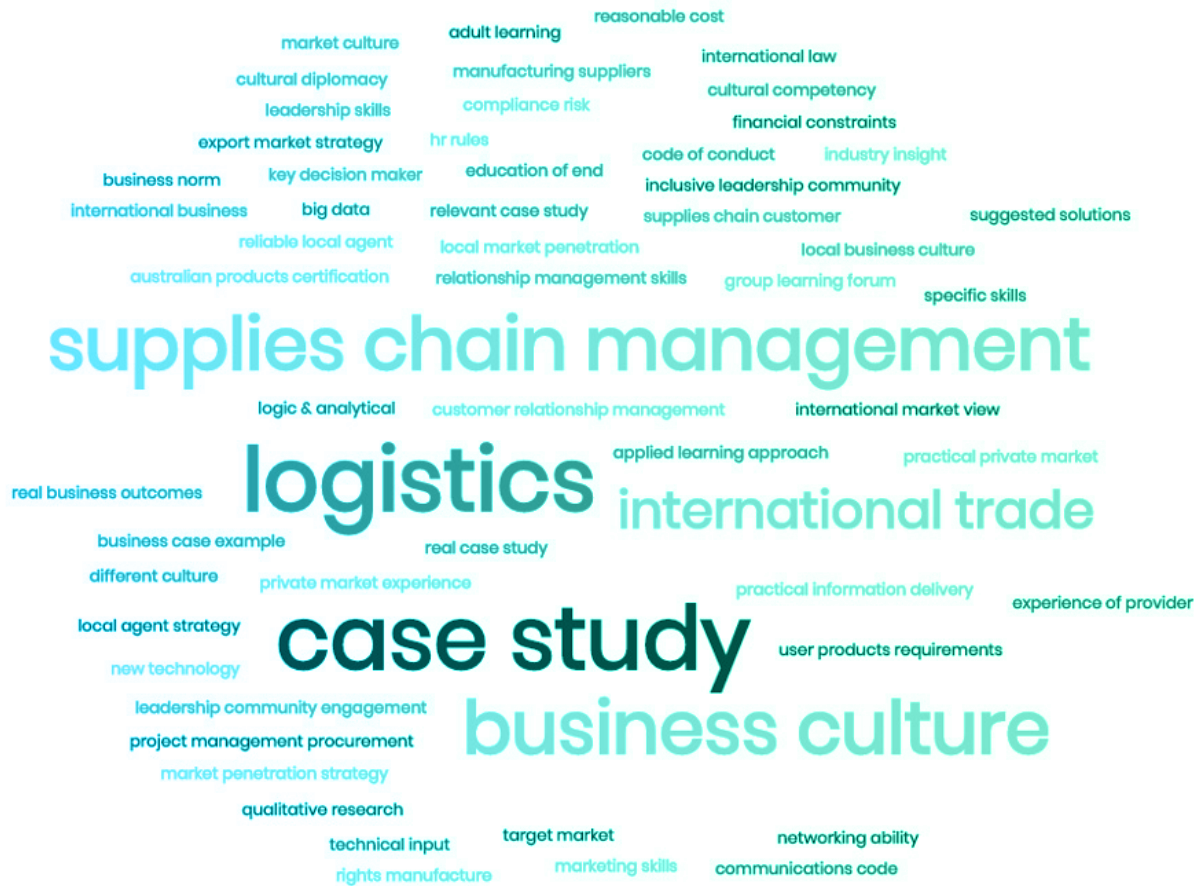 reasonable cost
adult learning
market culture
international law
manufacturing suppliers
cultural diplomacy
cultural competency
compliance risk
leadership skills
financial constraints
export market strategy
hr rules
code of conduct
industry insight
education of end
key decision maker
business norm
inclusive leadership community
international business
big data
relevant case study
supplies chain customer
suggested solutions
reliable local agent
local market penetration
local business culture
australian products certification
relationship management skills
group learning forum
specific skills
supplies chain management
logic & analytical
customer relationship management
international market view
applied learning approach
practical private market
logistics
real business outcomes
international trade
business case example
real case study
different culture
private market experience
practical information delivery
experience of provider
local agent strategy
case study
user products requirements
new technology
leadership community engagement
business culture
project management procurement
market penetration strategy
qualitative research
target market
networking ability
technical input
marketing skills
communications code
rights manufacture